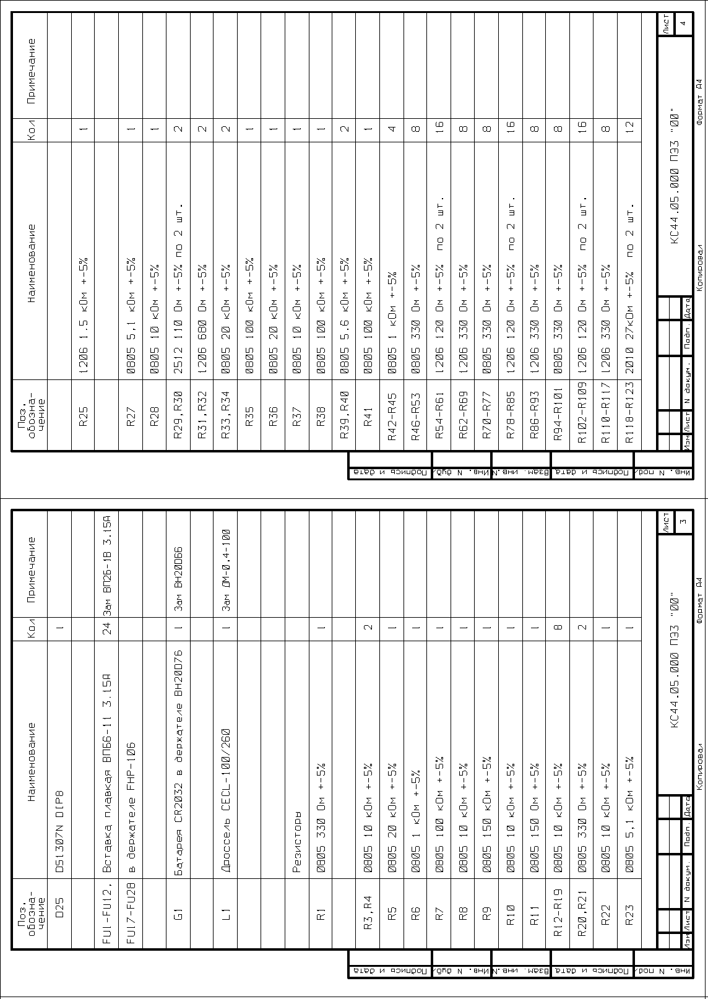 Поз. обозна- чение Наименование Кол Примечание
D25 DS1307N DIP8 1
FU1-FU12, Вставка плавкая ВПБ6-11 3.15А 24 Зам ВП2Б-1В 3.15А
FU17-FU28 в держателе FHP-106
G1 Батарея CR2032 в держателе BH20D76 1 Зам BH20D66
L1 Дроссель CECL-100/260 1 Зам ДМ-0.4-100
Резисторы
R1 0805 330 Ом +-5% 1
R3,R4 0805 10 кОм +-5% 2
R5 0805 20 кОм +-5% 1
R6 0805 1 кОм +-5% 1
R7 0805 100 кОм +-5% 1
R8 0805 10 кОм +-5% 1
R9 0805 150 кОм +-5% 1
R10 0805 10 кОм +-5% 1
R11 0805 150 Ом +-5% 1
R12-R19 0805 10 кОм +-5% 8
R20,R21 0805 330 Ом +-5% 2
R22 0805 10 кОм +-5% 1
R23 0805 5,1 кОм +-5% 1
Изм Лист N докум. Подп. Дата
КС44.05.000 ПЭ3 "00"
Лист
3
Копировал Формат А4
Подпись и дата
Инв. N дубл
Взам. инв. N
Подпись и дата
Инв. N подл
Поз. обозна- чение Наименование Кол Примечание
R25 1206 1.5 кОм +-5% 1
R27 0805 5,1 кОм +-5% 1
R28 0805 10 кОм +-5% 1
R29,R30 2512 110 Ом +-5% по 2 шт. 2
R31,R32 1206 680 Ом +-5% 2
R33,R34 0805 20 кОм +-5% 2
R35 0805 100 кОм +-5% 1
R36 0805 20 кОм +-5% 1
R37 0805 10 кОм +-5% 1
R38 0805 100 кОм +-5% 1
R39,R40 0805 5.6 кОм +-5% 2
R41 0805 100 кОм +-5% 1
R42-R45 0805 1 кОм +-5% 4
R46-R53 0805 330 Ом +-5% 8
R54-R61 1206 120 Ом +-5% по 2 шт. 16
R62-R69 1206 330 Ом +-5% 8
R70-R77 0805 330 Ом +-5% 8
R78-R85 1206 120 Ом +-5% по 2 шт. 16
R86-R93 1206 330 Ом +-5% 8
R94-R101 0805 330 Ом +-5% 8
R102-R109 1206 120 Ом +-5% по 2 шт. 16
R110-R117 1206 330 Ом +-5% 8
R118-R123 2010 27кОм +-5% по 2 шт. 12
Изм Лист N докум. Подп. Дата
КС44.05.000 ПЭ3 "00"
Лист
4
Копировал Формат А4
Подпись и дата
Инв. N дубл
Взам. инв. N
Подпись и дата
Инв. N подл